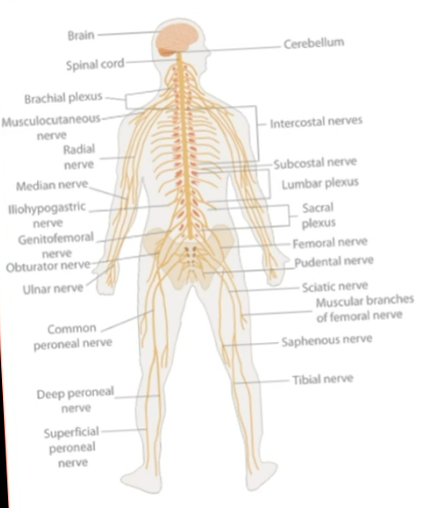 Brain
Cerebellum
Spinal cord
Brachial plexus
Musculocutaneous
nerve
Intercostal nerves
Radial
nerve
Subcostal nerve
Median nerve
Lumbar plexus
Iliohypogastric
nerve
Sacral
plexus
Genitofemoral
nerve
Femoral nerve
Obturator nerve
Pudental nerve
Ulnar nerve
Sciatic nerve
Muscular branches
of femoral nerve
Common
peroneal nerve
Saphenous nerve
Tibial nerve
Deep peroneal
nerve
Superficial
peroneal
nerve